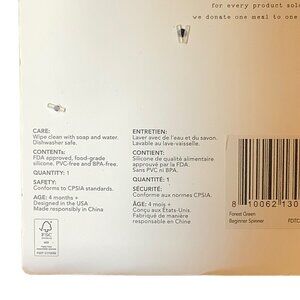 for every product sol
we donate one meal to one
CARE:
Wipe clean with soap and water.
Dishwasher safe.
CONTENTS:
FDA approved, food-grade
silicone. PVC-free and BPA-free.
QUANTITY: 1
SAFETY:
Conforms to CPSIA standards.
AGE: 4 months +
Designed in the USA
Made responsibly in China
FSC
ENTRETIEN:
Laver avec de l'eau et du savon.
Lavable au lave-vaisselle.
CONTIENT:
Silicone de qualité alimentaire
approuvé par la FDA.
Sans PVC ni BPA.
QUANTITÉ: 1
SÉCURITÉ:
Conforme aux normes CPSIA.
ÂGE: 4 mois +
Conçu aux États-Unis.
Fabriqué de manière
responsable en Chine
8 10062 130
Forest Green
Beginner Spinner